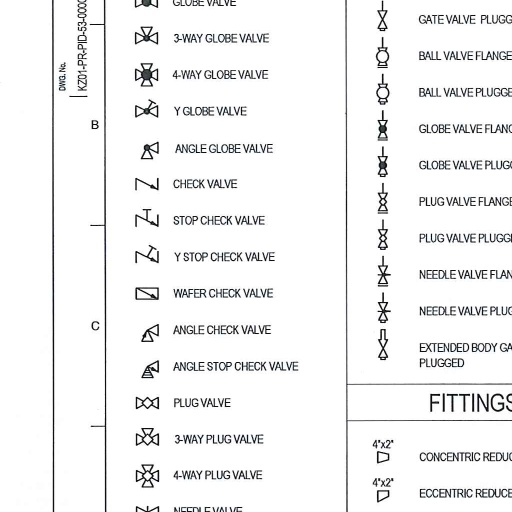 DWG. No.
KZ01-PR-PID-53-000
B
C
GLOBE VALVE
3-WAY GLOBE VALVE
4-WAY GLOBE VALVE
Y GLOBE VALVE
ANGLE GLOBE VALVE
CHECK VALVE
STOP CHECK VALVE
Y STOP CHECK VALVE
WAFER CHECK VALVE
ANGLE CHECK VALVE
ANGLE STOP CHECK VALVE
PLUG VALVE
3-WAY PLUG VALVE
4-WAY PLUG VALVE
NEEDLE VALVE
GATE VALVE PLUGG
BALL VALVE FLANGE
BALL VALVE PLUGGE
GLOBE VALVE FLANG
GLOBE VALVE PLUGG
PLUG VALVE FLANGE
PLUG VALVE PLUGGE
NEEDLE VALVE FLAN
NEEDLE VALVE PLUG
EXTENDED BODY GA
PLUGGED
FITTINGS
4"x2"
CONCENTRIC REDUC
4"x2"
ECCENTRIC REDUCE